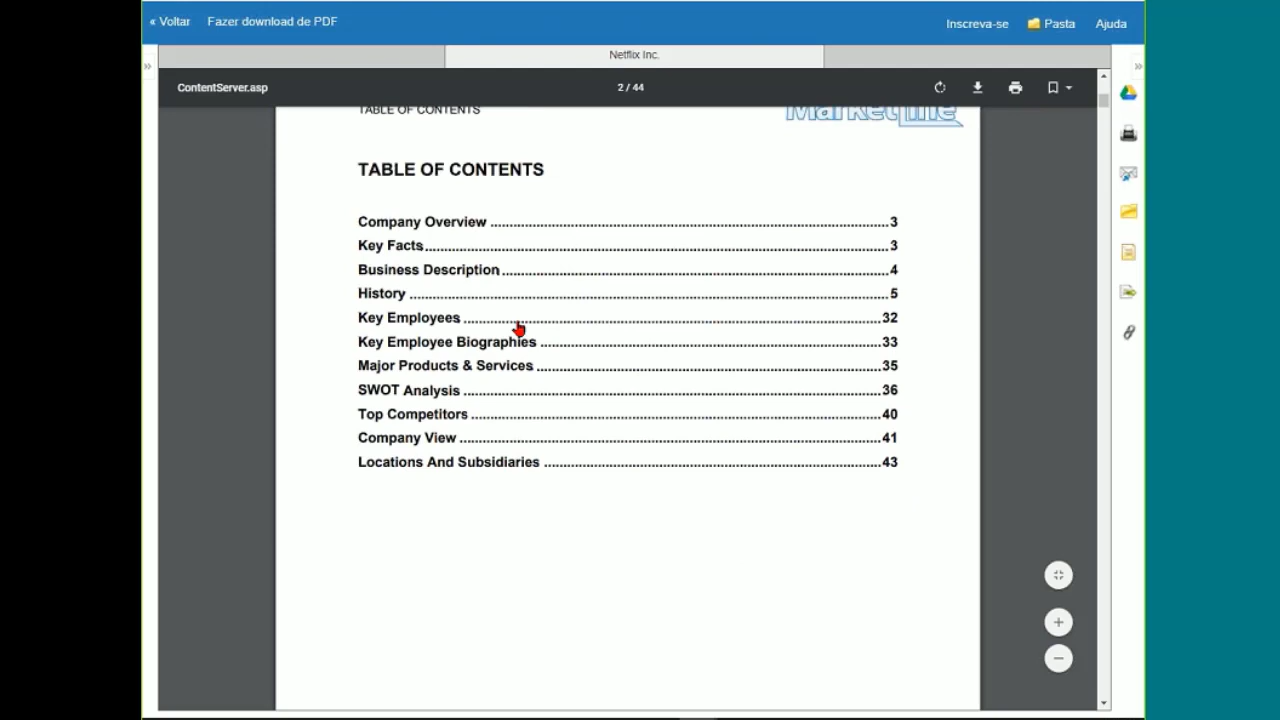 « Voltar Fazer download de PDF Inscreva-se Pasta Ajuda
Netflix Inc.
ContentServer.asp 2 / 44
TABLE OF CONTENTS MarketLine
TABLE OF CONTENTS
Company Overview ........................................ 3
Key Facts ........................................ 3
Business Description ........................................ 4
History ........................................ 5
Key Employees ........................................ 32
Key Employee Biographies ........................................ 33
Major Products & Services ........................................ 35
SWOT Analysis ........................................ 36
Top Competitors ........................................ 40
Company View ........................................ 41
Locations And Subsidiaries ........................................ 43